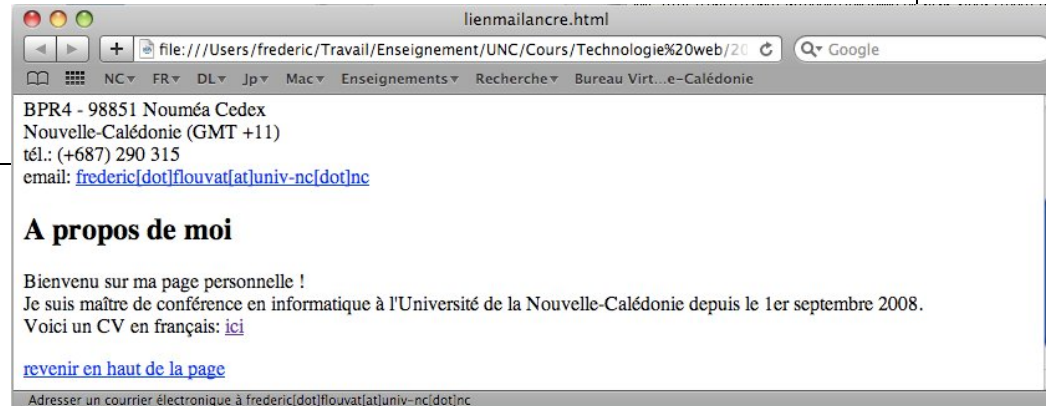 lienmailancre.html
file:///Users/frederic/Travail/Enseignement/UNC/Cours/Technologie%20web/20 Google
NC FR DL Jp Mac Enseignements Recherche Bureau Virt...e-Calédonie
BPR4 - 98851 Nouméa Cedex
Nouvelle-Calédonie (GMT +11)
tél.: (+687) 290 315
email: frederic[dot]flouvat[at]univ-nc[dot]nc
A propos de moi
Bienvenu sur ma page personnelle !
Je suis maître de conférence en informatique à l'Université de la Nouvelle-Calédonie depuis le 1er septembre 2008.
Voici un CV en français: ici
revenir en haut de la page
Adresser un courrier électronique à frederic[dot]flouvat[at]univ-nc[dot]nc